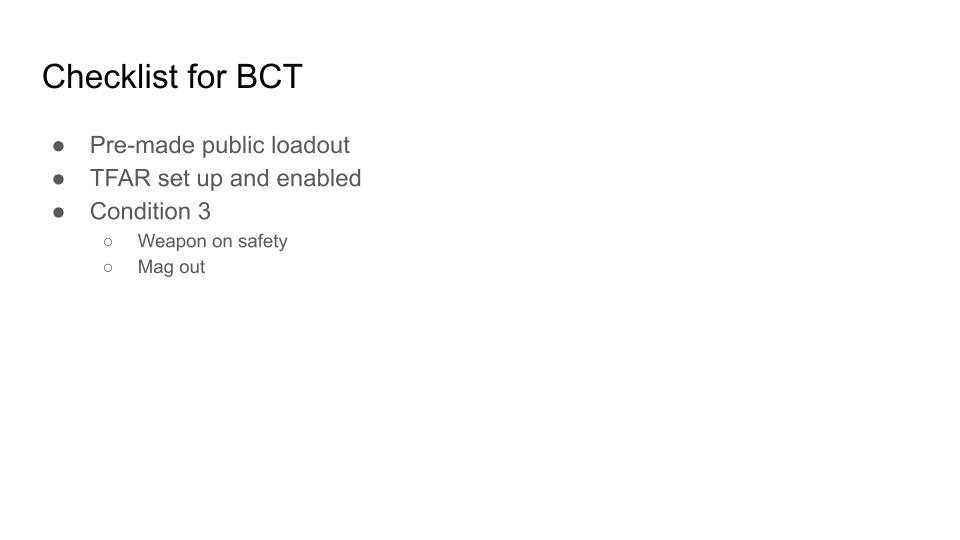 Checklist for BCT
● Pre-made public loadout
● TFAR set up and enabled
● Condition 3
○ Weapon on safety
○ Mag out